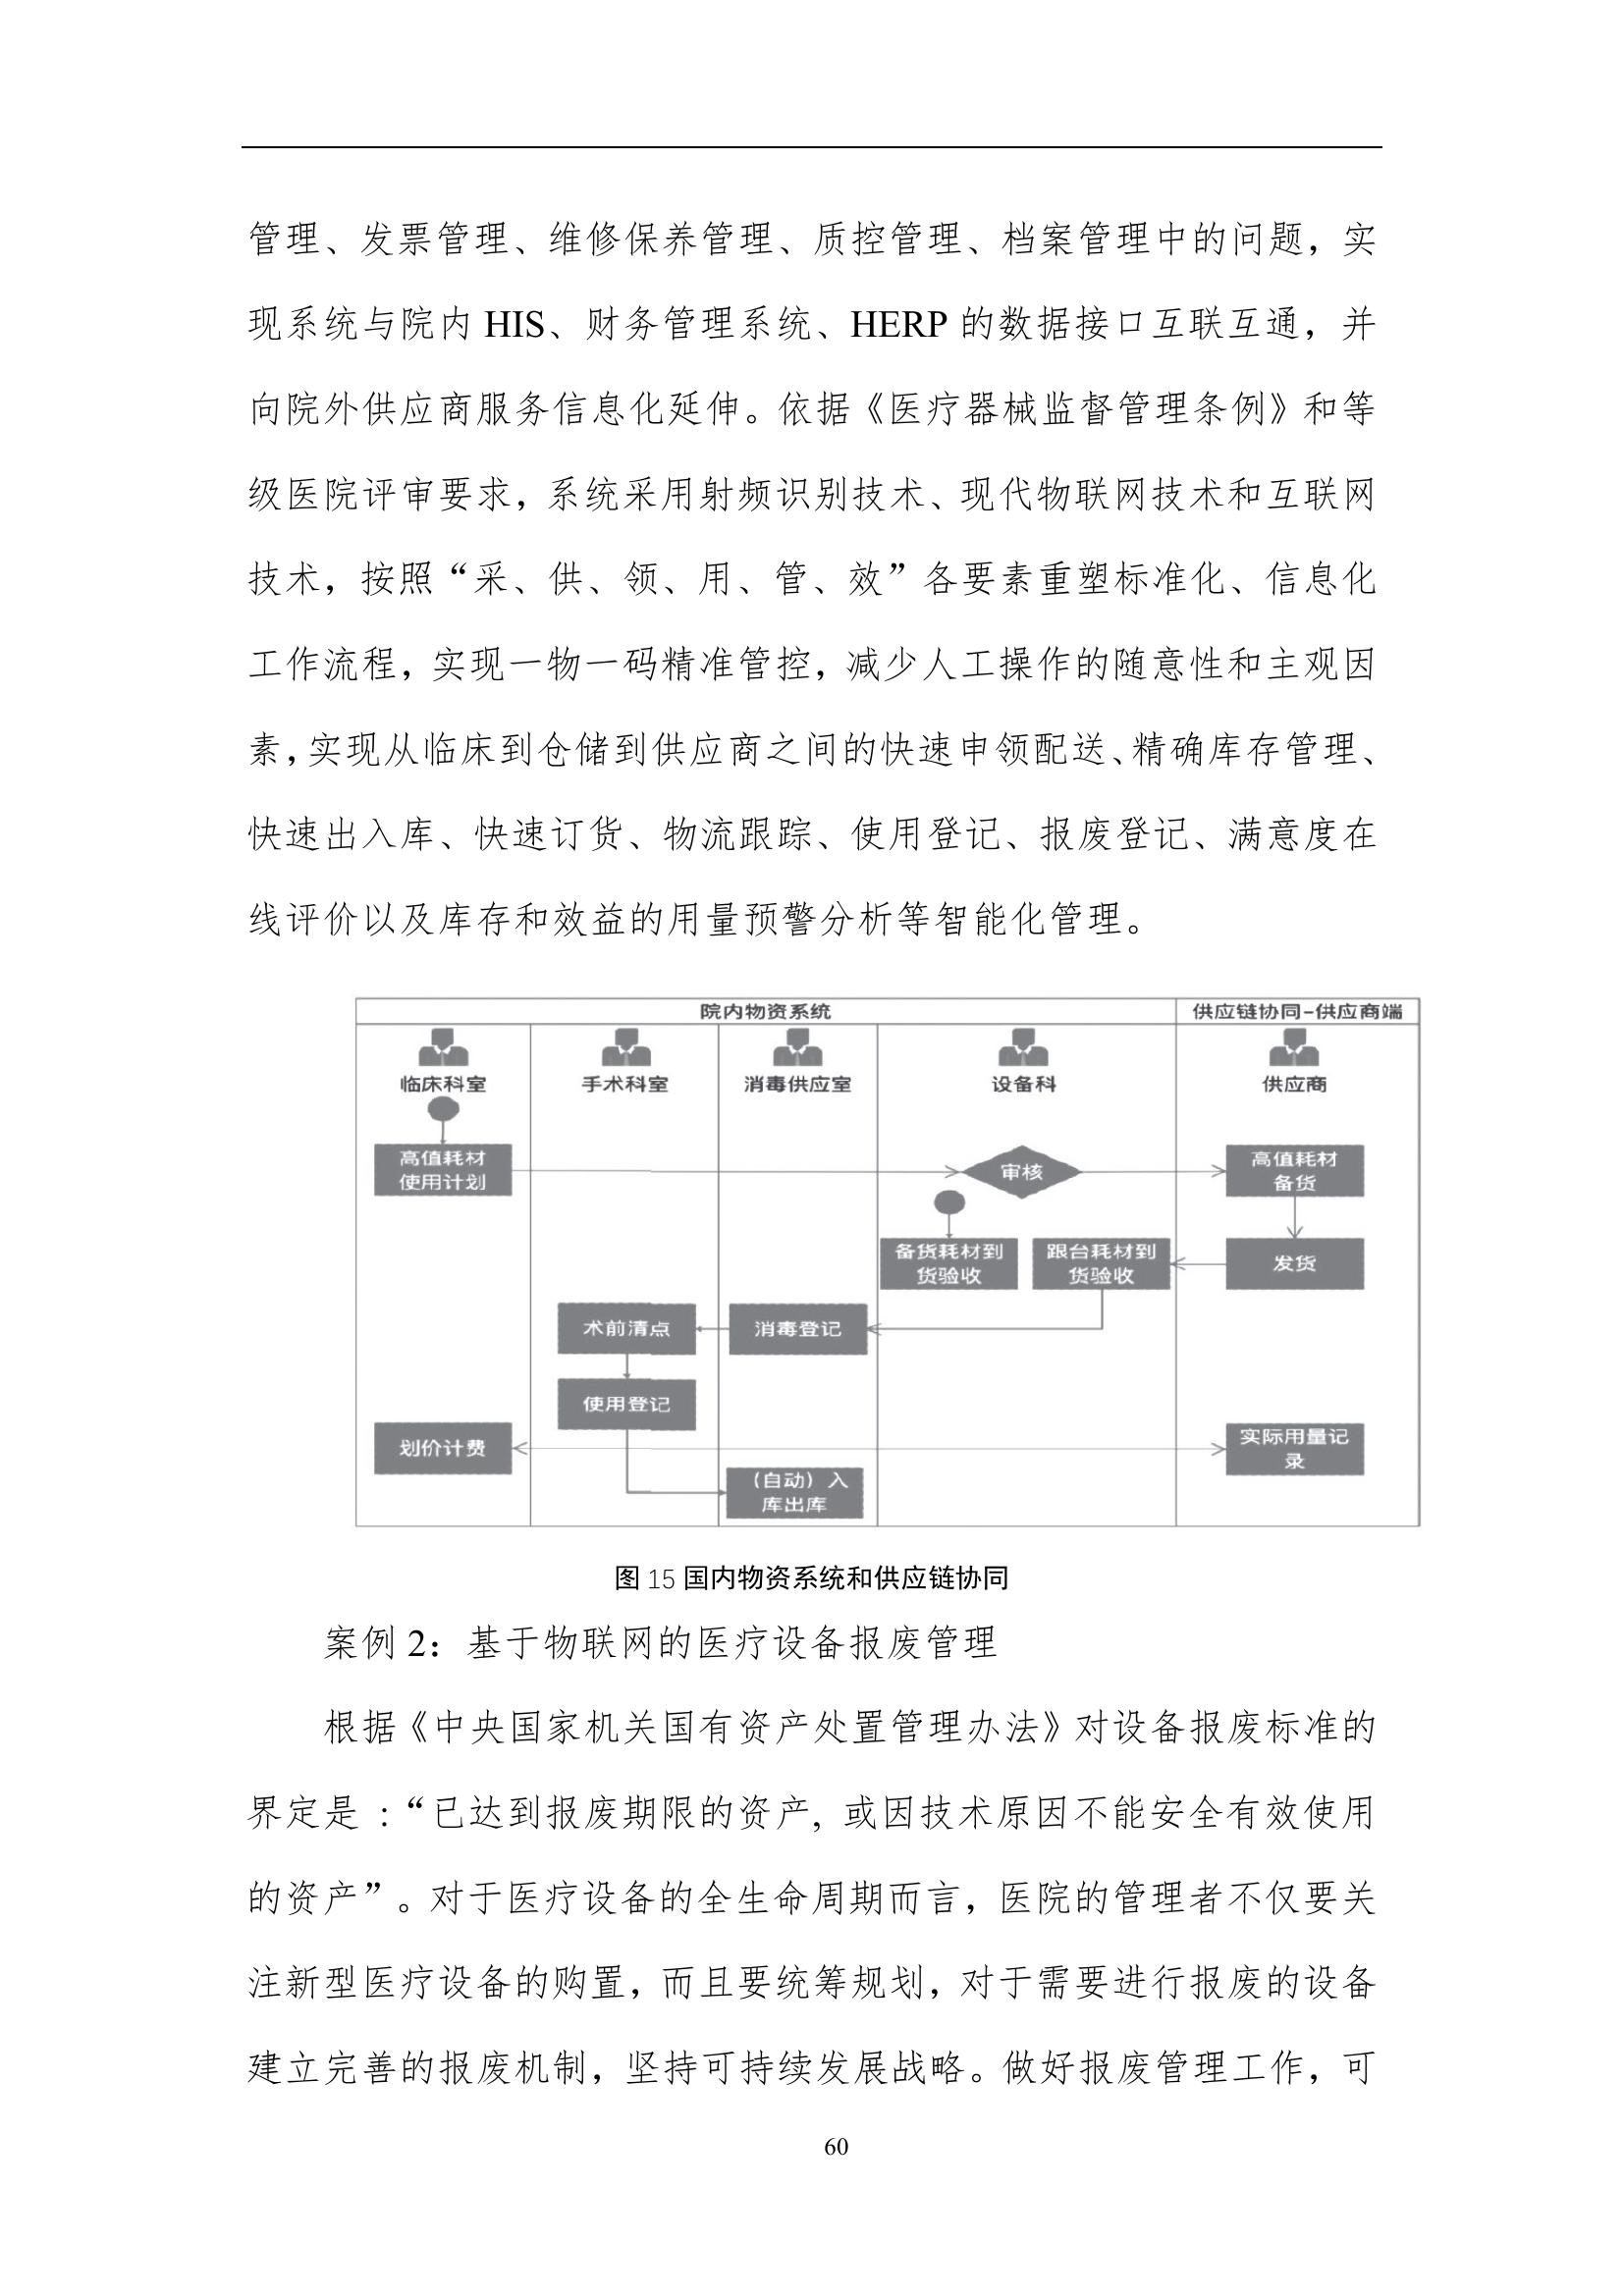 管理、发票管理、维修保养管理、质控管理、档案管理中的问题，实
现系统与院内 HIS、财务管理系统、HERP 的数据接口互联互通，并
向院外供应商服务信息化延伸。依据《医疗器械监督管理条例》和等
级医院评审要求，系统采用射频识别技术、现代物联网技术和互联网
技术，按照“采、供、领、用、管、效”各要素重塑标准化、信息化
工作流程，实现一物一码精准管控，减少人工操作的随意性和主观因
素，实现从临床到仓储到供应商之间的快速申领配送、精确库存管理、
快速出入库、快速订货、物流跟踪、使用登记、报废登记、满意度在
线评价以及库存和效益的用量预警分析等智能化管理。
院内物资系统
供应链协同-供应商端
临床科室
手术科室
消毒供应室
设备科
供应商
高值耗材
使用计划
审核
高值耗材
备货
备货耗材到
货验收
跟台耗材到
货验收
发货
术前清点
消毒登记
使用登记
划价计费
实际用量记
录
（自动）入
库出库
图 15 国内物资系统和供应链协同
案例 2：基于物联网的医疗设备报废管理
根据《中央国家机关国有资产处置管理办法》对设备报废标准的
界定是：“已达到报废期限的资产, 或因技术原因不能安全有效使用
的资产”。对于医疗设备的全生命周期而言，医院的管理者不仅要关
注新型医疗设备的购置，而且要统筹规划，对于需要进行报废的设备
建立完善的报废机制，坚持可持续发展战略。做好报废管理工作，可
60